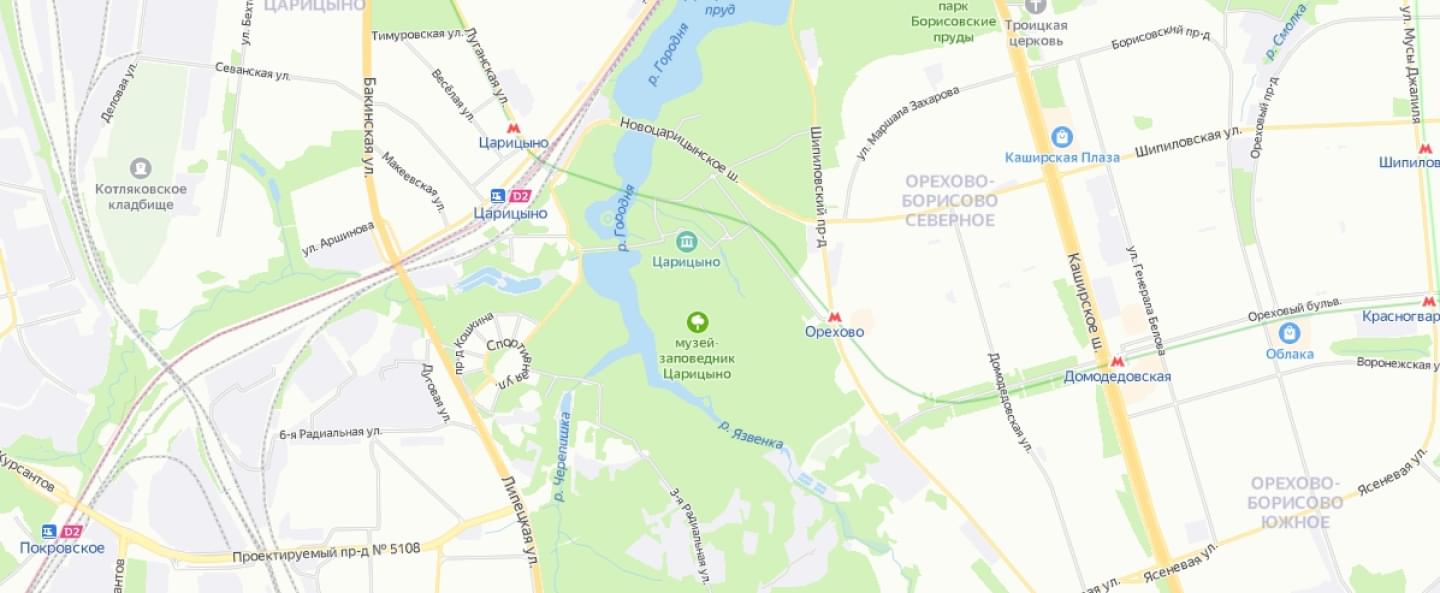 ЦАРИЦЫНО
ул. Бехт
Тимуровская ул.
Луганская ул.
р. Городня
пруд
парк
Борисовские
пруды
Троицкая
церковь
Борисовский пр-д
р. Смолка
ул. Мусы Джалиля
Деловая ул.
Севанская ул.
Весёлая ул.
Бакинская ул.
Царицыно
Новоцарицынское ш.
Шипиловский пр-д
ул. Маршала Захарова
Каширская Плаза
Шипиловская ул.
Ореховый пр-д
Шипилов
Котляковское
кладбище
Макеевская ул.
D2
Царицыно
р. Городня
ОРЕХОВО-
БОРИСОВО
СЕВЕРНОЕ
ул. Аршинова
Царицыно
Каширское ш.
ул. Генерала Белова
Ореховый бульв.
Красногвар
Орехово
музей-
заповедник
Царицыно
пр-д Кошкина
Спортивная ул.
Облака
Воронежская у
Домодедовская
Домодедовская ул.
Луговая ул.
6-я Радиальная ул.
р. Черепишка
р. Язвенка
Курсантов
Липецкая ул.
3-я Радиальная ул.
ОРЕХОВО-
БОРИСОВО
ЮЖНОЕ
Ясеневая ул.
D2
Покровское
Проектируемый пр-д № 5108
антов
ая ул.
Ясеневая ул.